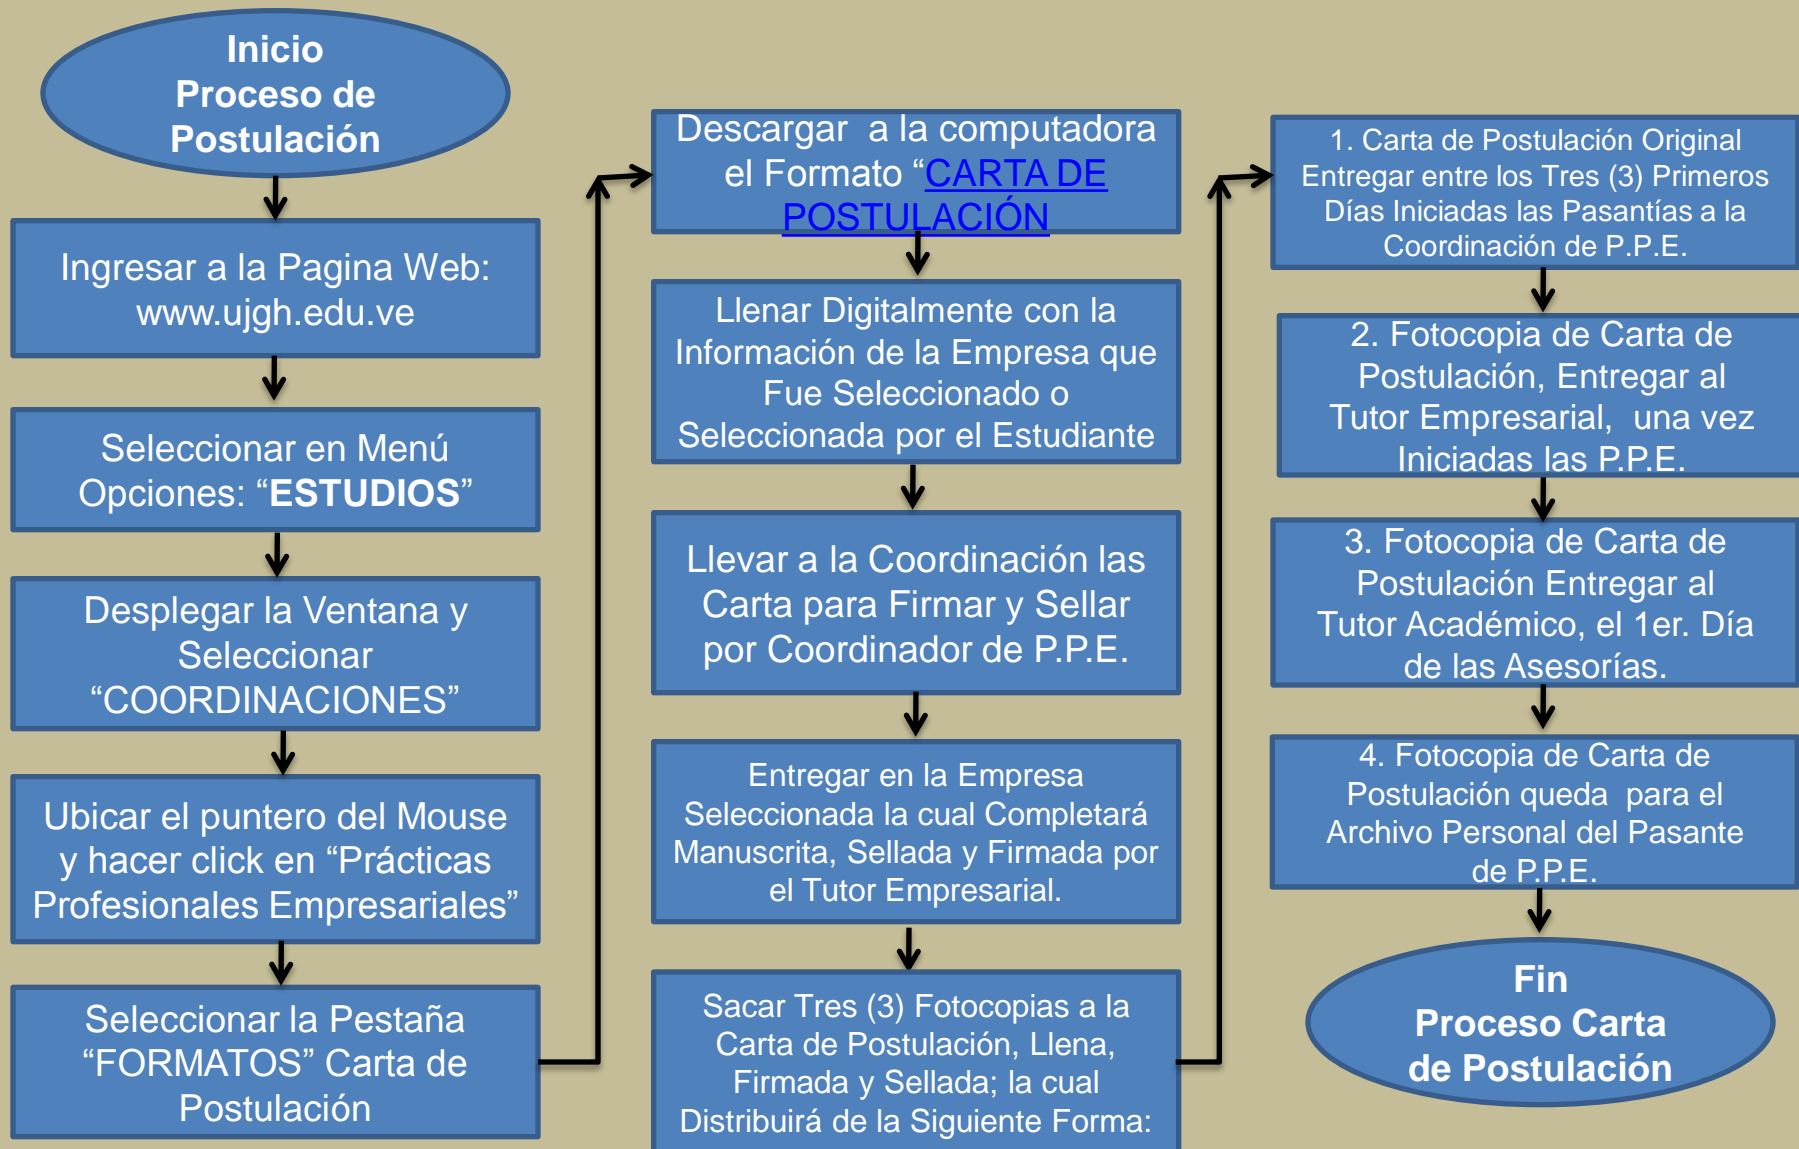 Inicio
Proceso de
Postulación
Ingresar a la Pagina Web:
www.ujgh.edu.ve
Seleccionar en Menú
Opciones: “ESTUDIOS”
Desplegar la Ventana y
Seleccionar
“COORDINACIONES”
Ubicar el puntero del Mouse
y hacer click en “Prácticas
Profesionales Empresariales”
Seleccionar la Pestaña
“FORMATOS” Carta de
Postulación
Descargar a la computadora
el Formato “CARTA DE
POSTULACIÓN
Llenar Digitalmente con la
Información de la Empresa que
Fue Seleccionado o
Seleccionada por el Estudiante
Llevar a la Coordinación las
Carta para Firmar y Sellar
por Coordinador de P.P.E.
Entregar en la Empresa
Seleccionada la cual Completará
Manuscrita, Sellada y Firmada por
el Tutor Empresarial.
Sacar Tres (3) Fotocopias a la
Carta de Postulación, Llena,
Firmada y Sellada; la cual
Distribuirá de la Siguiente Forma:
1. Carta de Postulación Original
Entregar entre los Tres (3) Primeros
Días Iniciadas las Pasantías a la
Coordinación de P.P.E.
2. Fotocopia de Carta de
Postulación, Entregar al
Tutor Empresarial, una vez
Iniciadas las P.P.E.
3. Fotocopia de Carta de
Postulación Entregar al
Tutor Académico, el 1er. Día
de las Asesorías.
4. Fotocopia de Carta de
Postulación queda para el
Archivo Personal del Pasante
de P.P.E.
Fin
Proceso Carta
de Postulación